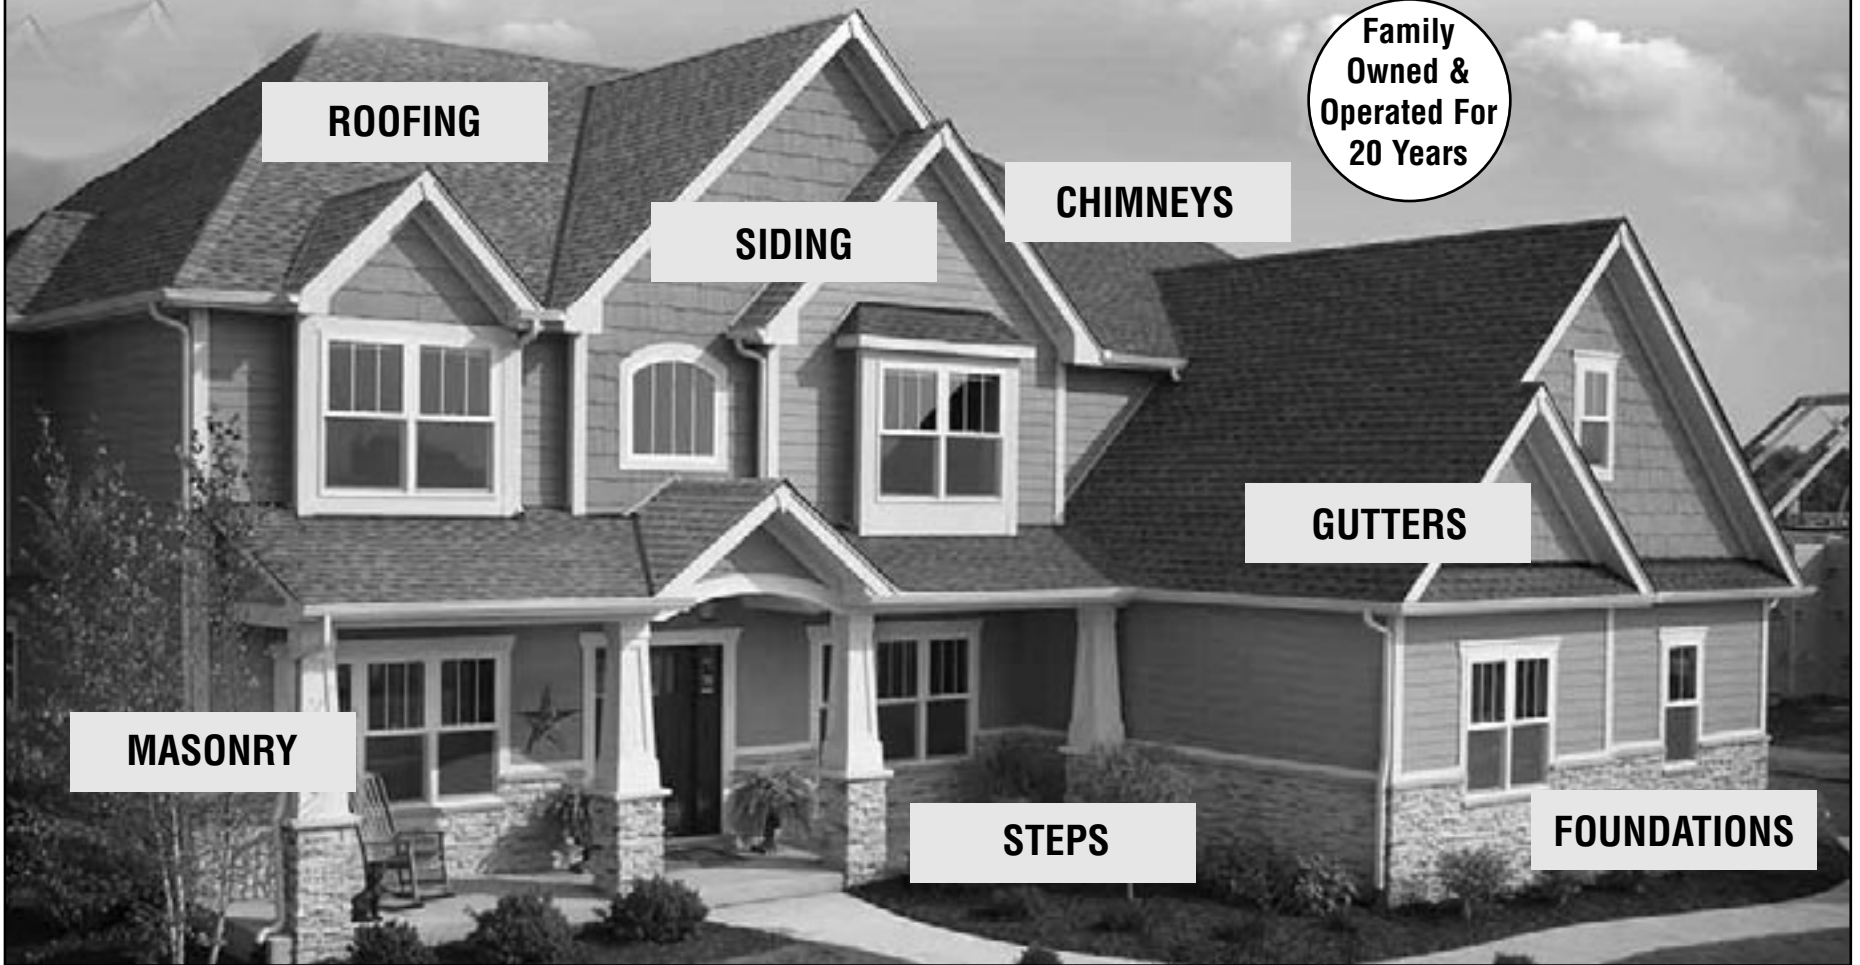 Family
Owned &
Operated For
20 Years
ROOFING
CHIMNEYS
SIDING
GUTTERS
MASONRY
STEPS
FOUNDATIONS